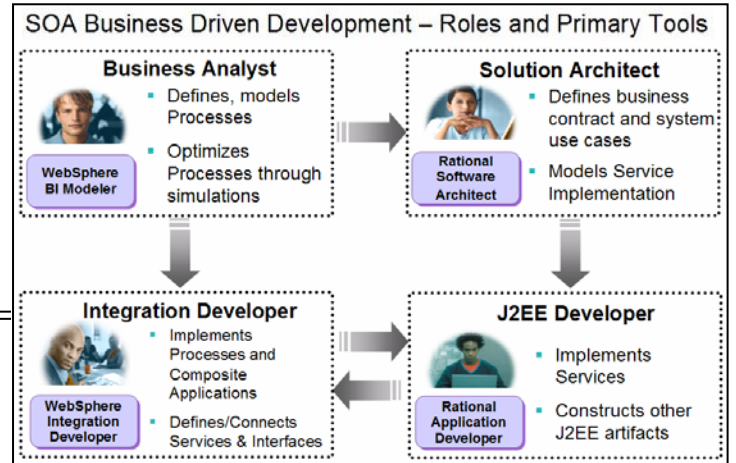 SOA Business Driven Development – Roles and Primary Tools
Business Analyst
▪ Defines, models
Processes
▪ Optimizes
Processes through
simulations
WebSphere
BI Modeler
Solution Architect
▪ Defines business
contract and system
use cases
▪ Models Service
Implementation
Rational
Software
Architect
Integration Developer
▪ Implements
Processes and
Composite
Applications
▪ Defines/Connects
Services & Interfaces
WebSphere
Integration
Developer
J2EE Developer
▪ Implements
Services
▪ Constructs other
J2EE artifacts
Rational
Application
Developer